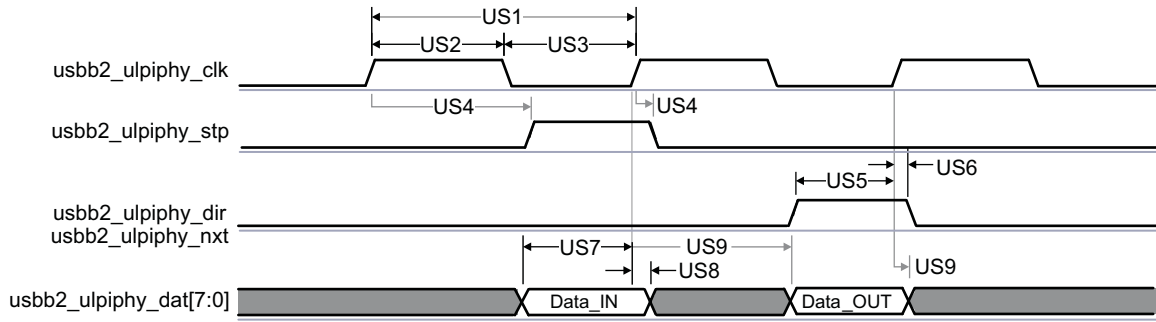 US1
US2 US3
usbb2_ulpiphy_clk
US4 US4
usbb2_ulpiphy_stp
US6
US5
usbb2_ulpiphy_dir
usbb2_ulpiphy_nxt
US7 US9
US8 US9
usbb2_ulpiphy_dat[7:0] Data_IN Data_OUT